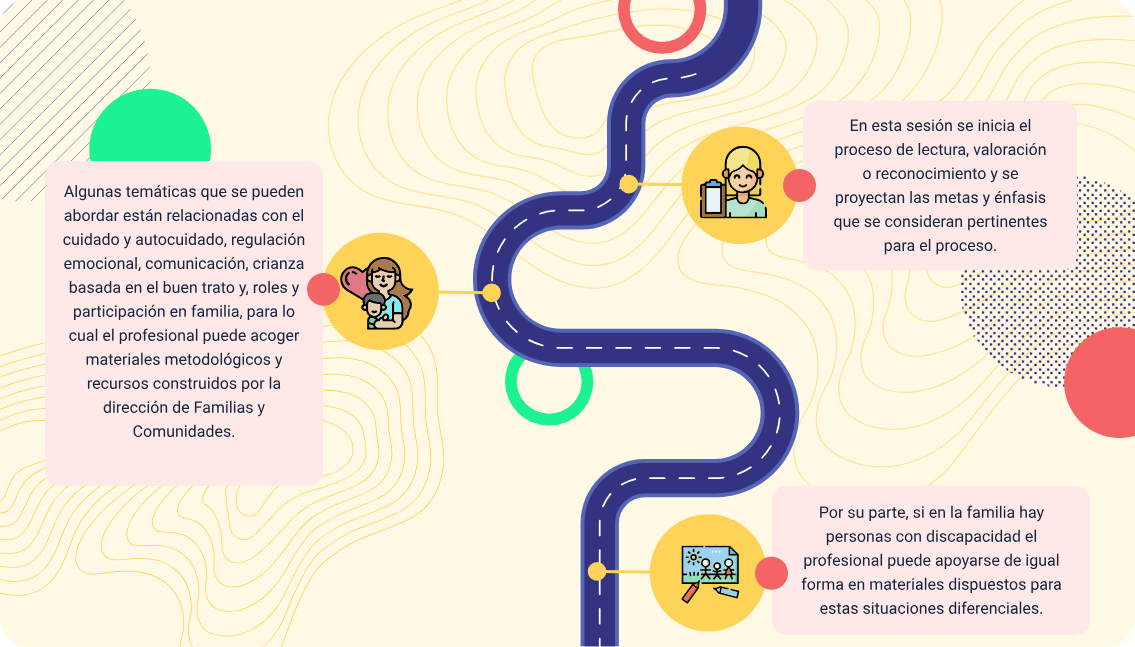 En esta sesión se inicia el
proceso de lectura, valoración
o reconocimiento y se
proyectan las metas y énfasis
que se consideran pertinentes
para el proceso.
Algunas temáticas que se pueden
abordar están relacionadas con el
cuidado y autocuidado, regulación
emocional, comunicación, crianza
basada en el buen trato y, roles y
participación en familia, para lo
cual el profesional puede acoger
materiales metodológicos y
recursos construidos por la
dirección de Familias y
Comunidades.
Por su parte, si en la familia hay
personas con discapacidad el
profesional puede apoyarse de igual
forma en materiales dispuestos para
estas situaciones diferenciales.